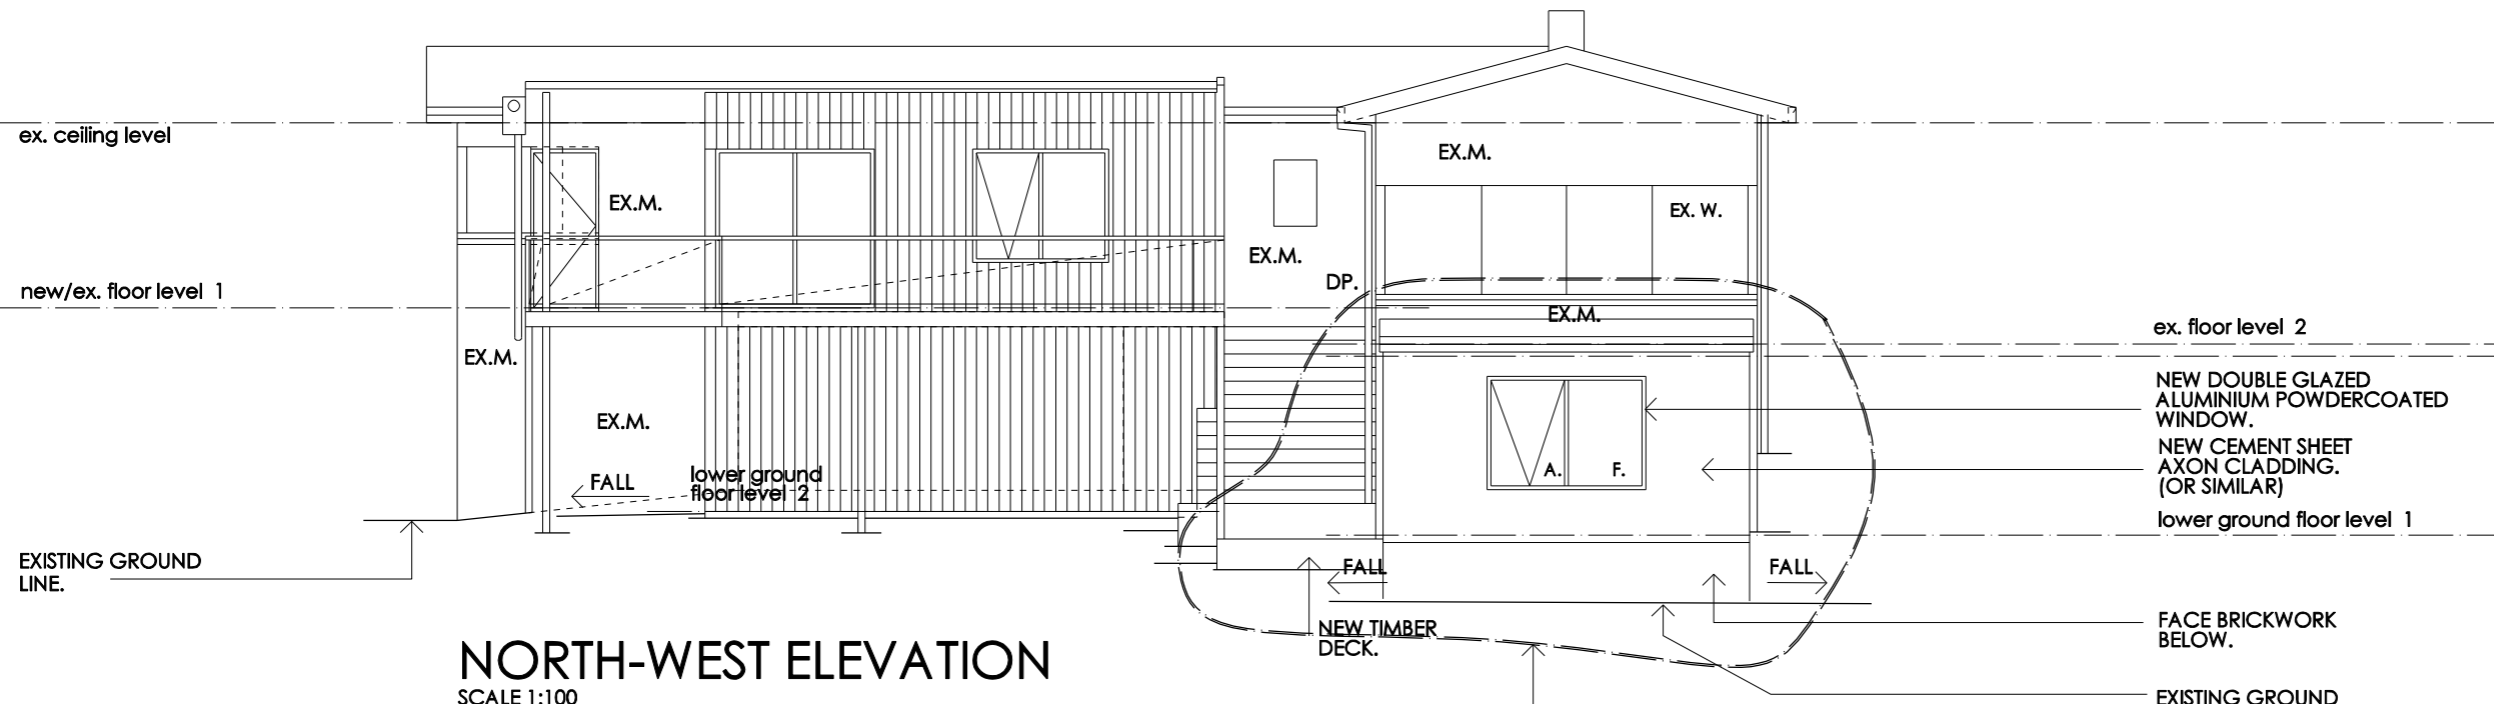 ex. ceiling level
EX.M.
EX.M.
EX. W.
EX.M.
new/ex. floor level 1
DP.
EX.M.
ex. floor level 2
EX.M.
NEW DOUBLE GLAZED
ALUMINIUM POWDERCOATED
WINDOW.
EX.M.
NEW CEMENT SHEET
AXON CLADDING.
(OR SIMILAR)
A.
F.
FALL
lower ground
floor level 2
lower ground floor level 1
EXISTING GROUND
LINE.
FALL
FALL
FACE BRICKWORK
BELOW.
NEW TIMBER
DECK.
NORTH-WEST ELEVATION
SCALE 1:100
EXISTING GROUND